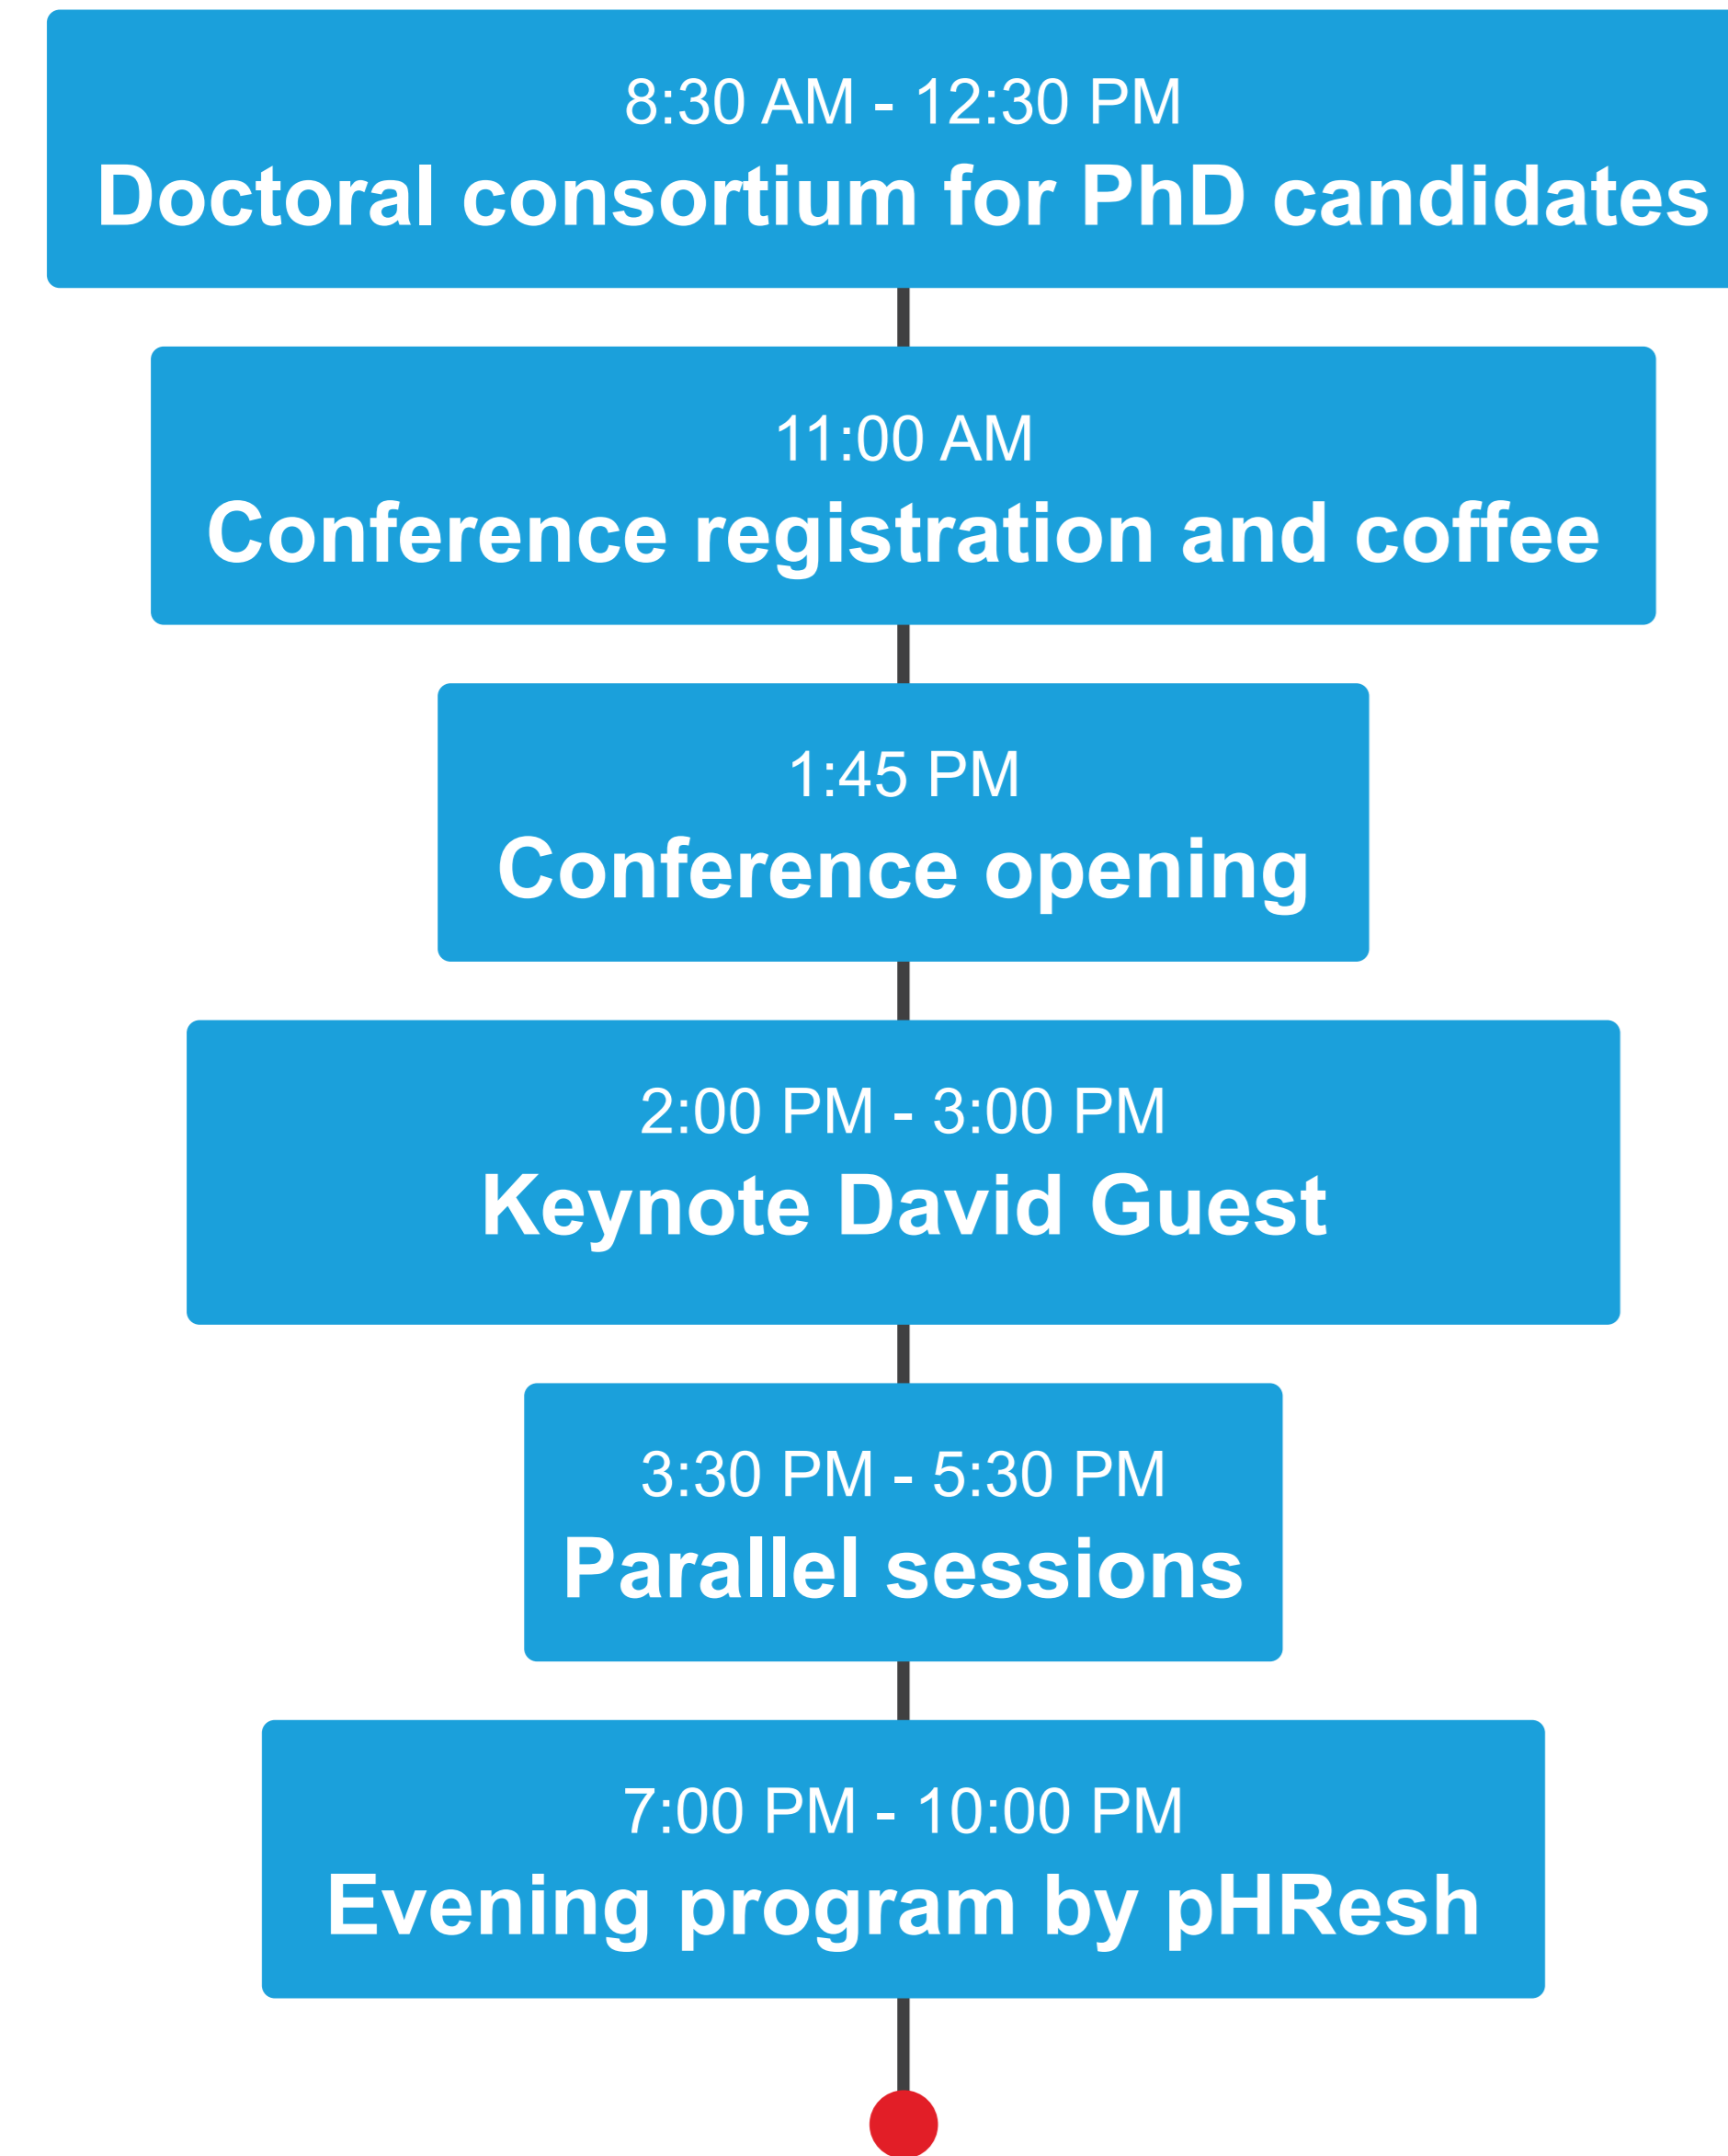 8:30 AM - 12:30 PM
Doctoral consortium for PhD candidates
11:00 AM
Conference registration and coffee
1:45 PM
Conference opening
2:00 PM - 3:00 PM
Keynote David Guest
3:30 PM - 5:30 PM
Parallel sessions
7:00 PM - 10:00 PM
Evening program by pHResh